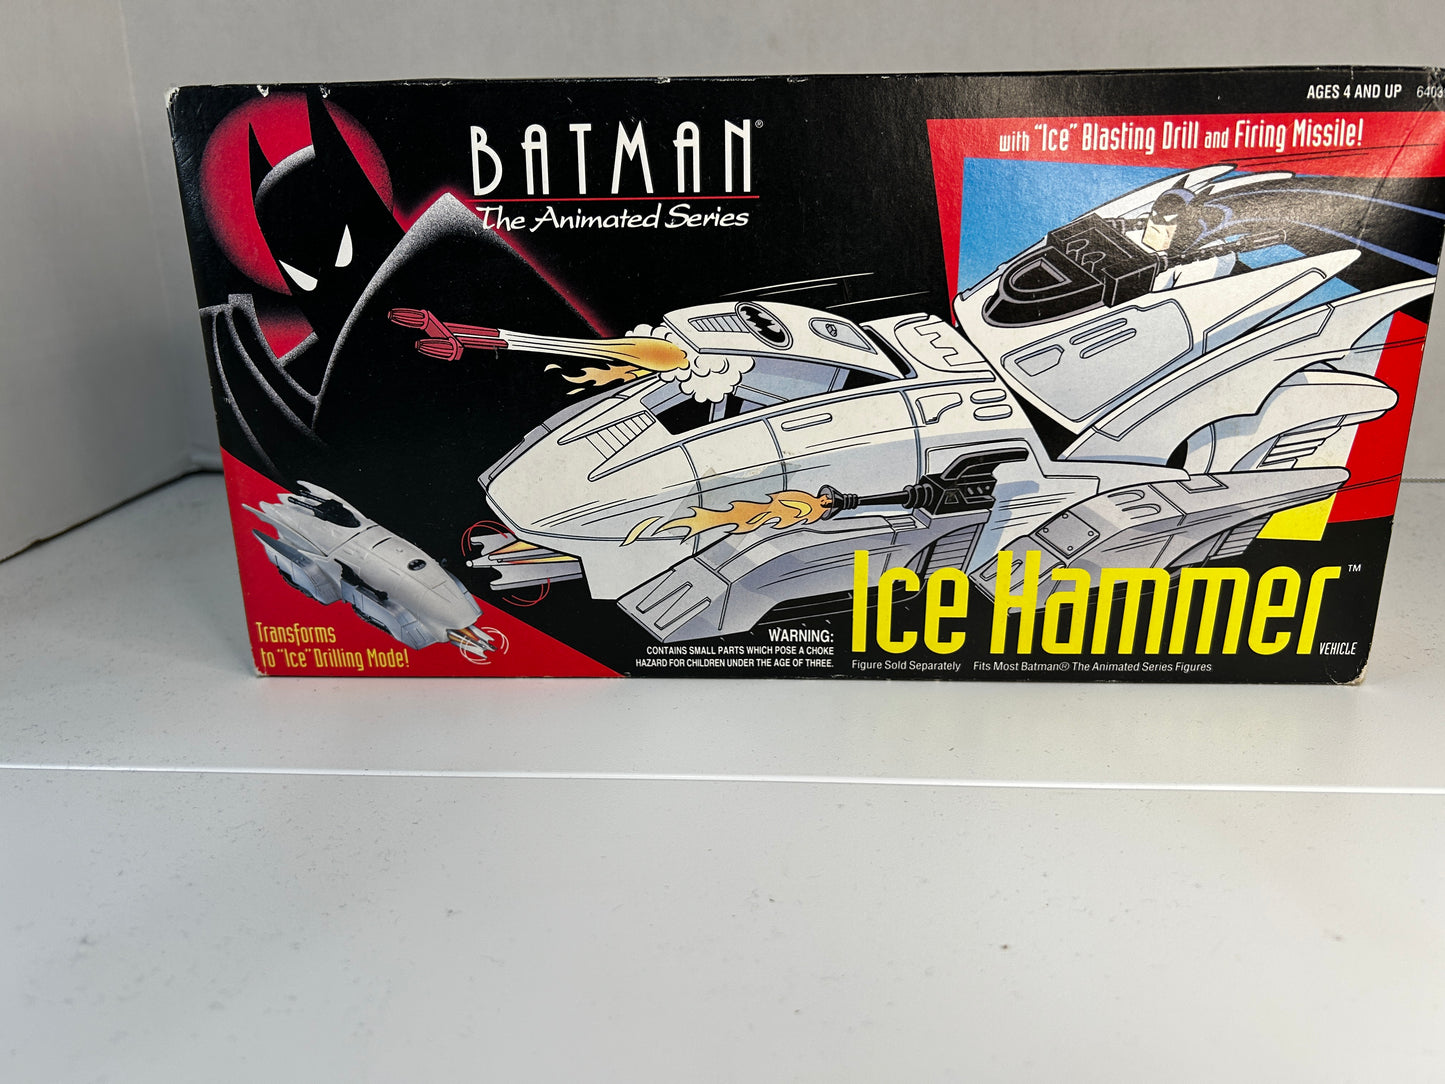 AGES 4 AND UP
BATMAN®
The Animated Series
with "Ice" Blasting Drill and Firing Missile!
Transforms
to "Ice" Drilling Mode!
WARNING:
CONTAINS SMALL PARTS WHICH POSE A CHOKE
HAZARD FOR CHILDREN UNDER THE AGE OF THREE.
Ice Hammer™
VEHICLE
Figure Sold Separately Fits Most Batman® The Animated Series Figures